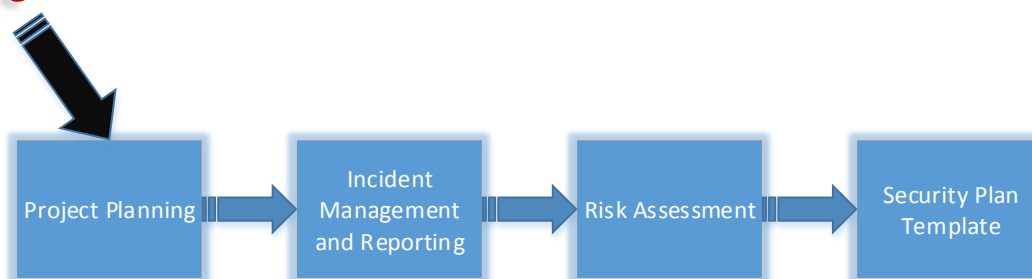 Project Planning
Incident
Management
and Reporting
Risk Assessment
Security Plan
Template